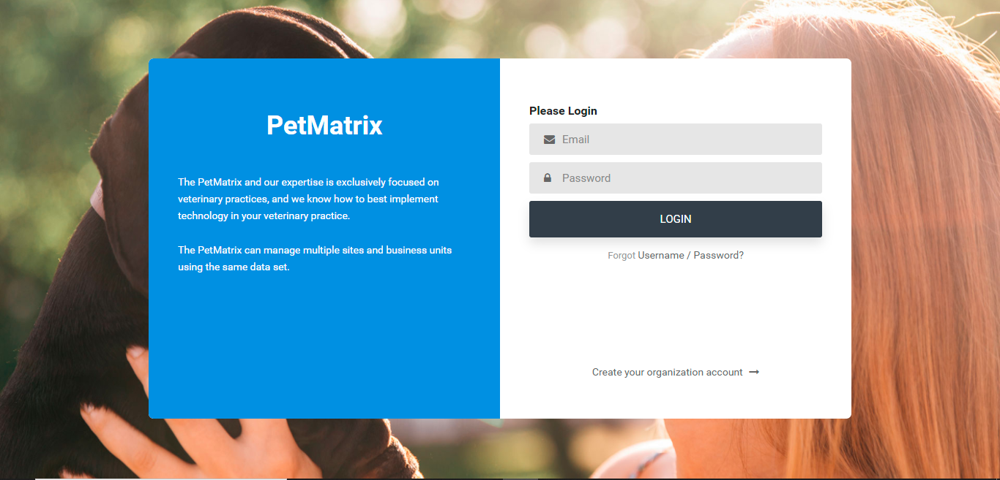 PetMatrix
The PetMatrix and our expertise is exclusively focused on
veterinary practices, and we know how to best implement
technology in your veterinary practice.
The PetMatrix can manage multiple sites and business units
using the same data set.
Please Login
Email
Password
LOGIN
Forgot Username / Password?
Create your organization account →